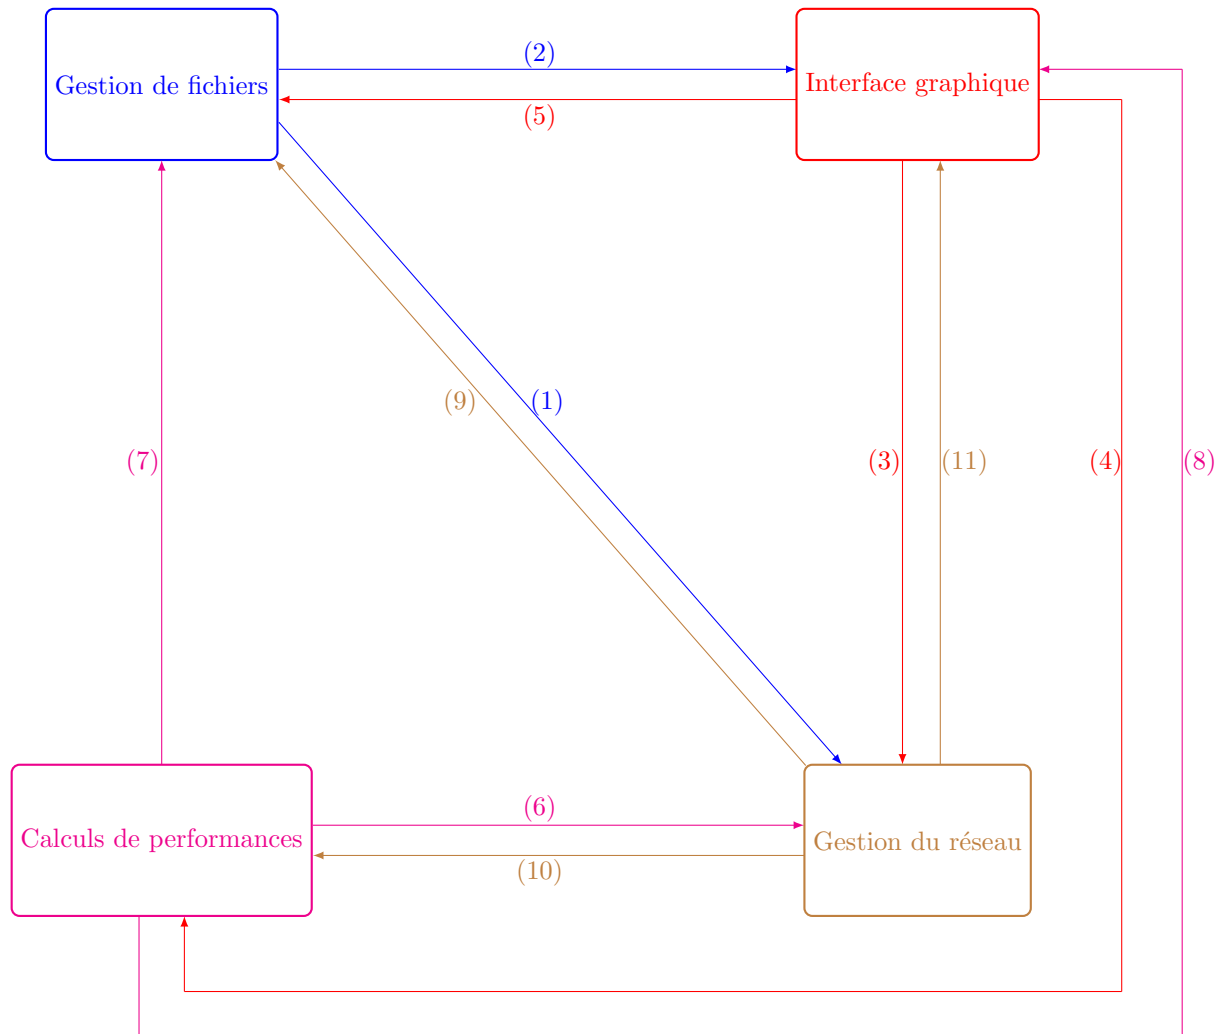 (2)
Gestion de fichiers
Interface graphique
(5)
(9)
(1)
(7)
(3)
(11)
(4)
(8)
(6)
Calculs de performances
Gestion du réseau
(10)